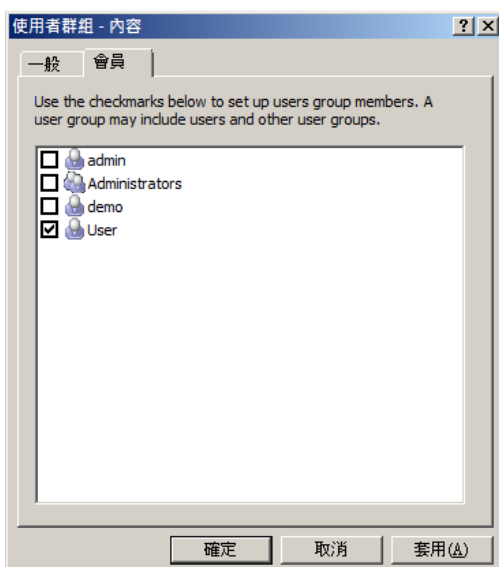 使用者群組 - 內容
一般 會員
Use the checkmarks below to set up users group members. A
user group may include users and other user groups.
admin
Administrators
demo
User
確定 取消 套用(A)